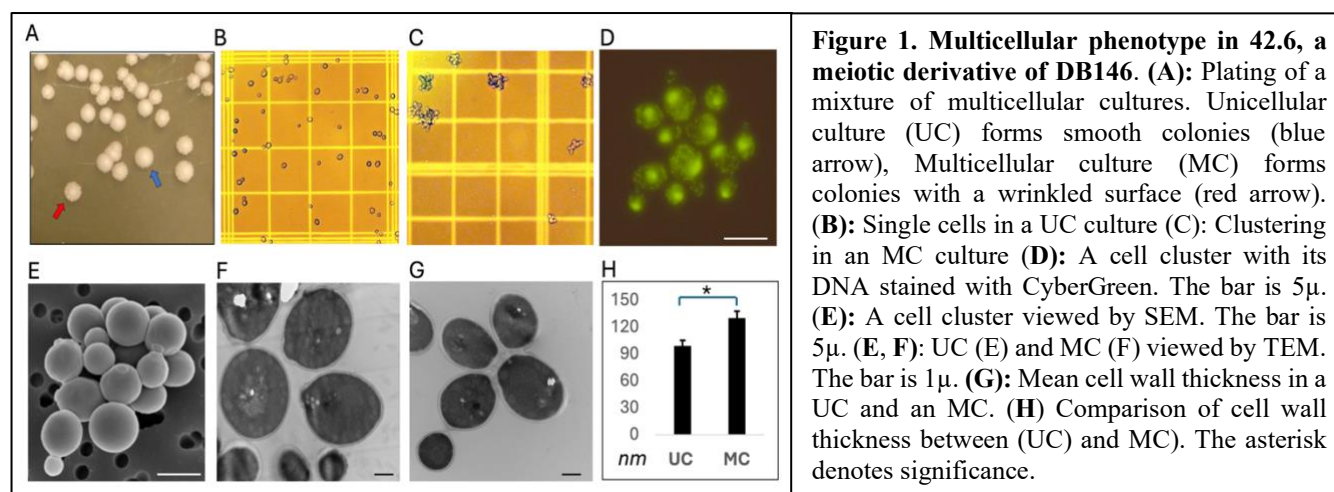 A
B
C
D
E
F
G
H
150
120
90
60
30
0
*
nm
UC
MC
Figure 1. Multicellular phenotype in 42.6, a
meiotic derivative of DB146. (A): Plating of a
mixture of multicellular cultures. Unicellular
culture (UC) forms smooth colonies (blue
arrow), Multicellular culture (MC) forms
colonies with a wrinkled surface (red arrow).
(B): Single cells in a UC culture (C): Clustering
in an MC culture (D): A cell cluster with its
DNA stained with CyberGreen. The bar is 5µ.
(E): A cell cluster viewed by SEM. The bar is
5µ. (E, F): UC (E) and MC (F) viewed by TEM.
The bar is 1µ. (G): Mean cell wall thickness in a
UC and an MC. (H) Comparison of cell wall
thickness between (UC) and MC). The asterisk
denotes significance.